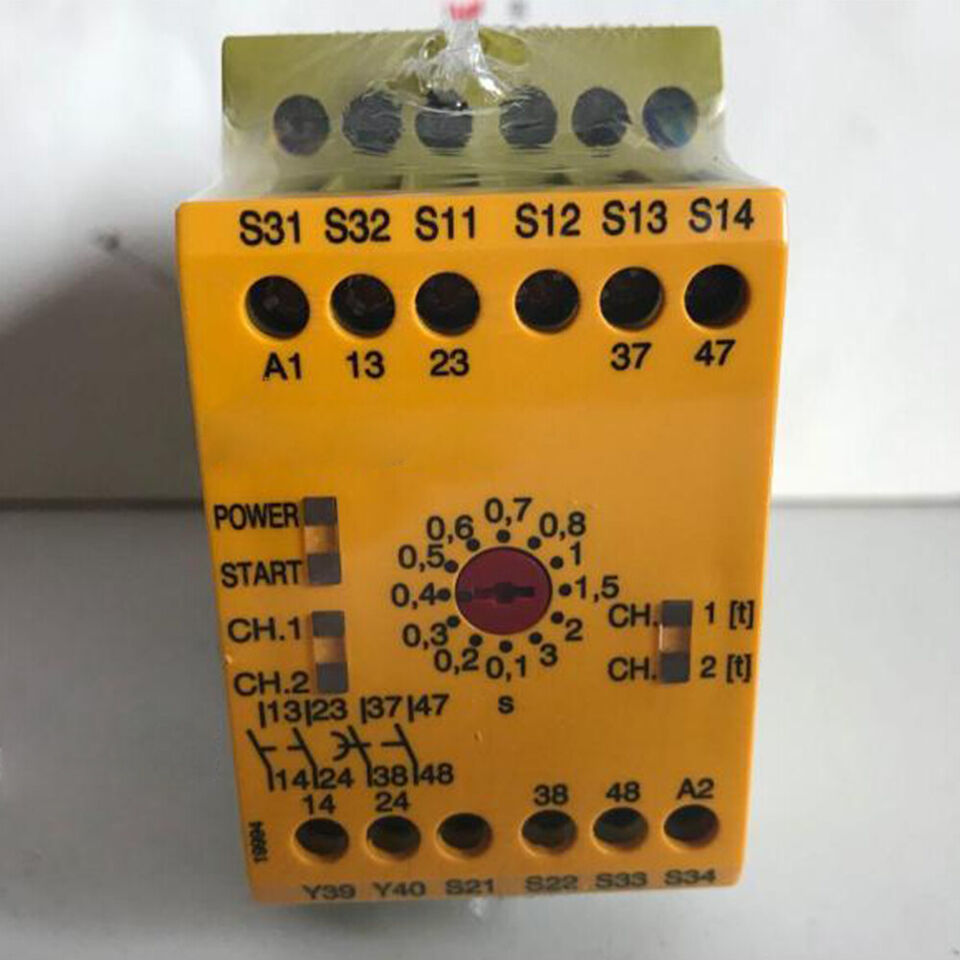 S31 S32 S11 S12 S13 S14
A1 13 23 37 47
POWER
START
CH.1
CH.2
0,7
0,6 0,8
0,5 1
0,4 1,5
0,3 2
0,2 0,1 3
s
CH. 1 [t]
CH. 2 [t]
13 23 37 47
14 24 38 48
14 24 38 48 A2
Y39 Y40 S21 S22 S33 S34